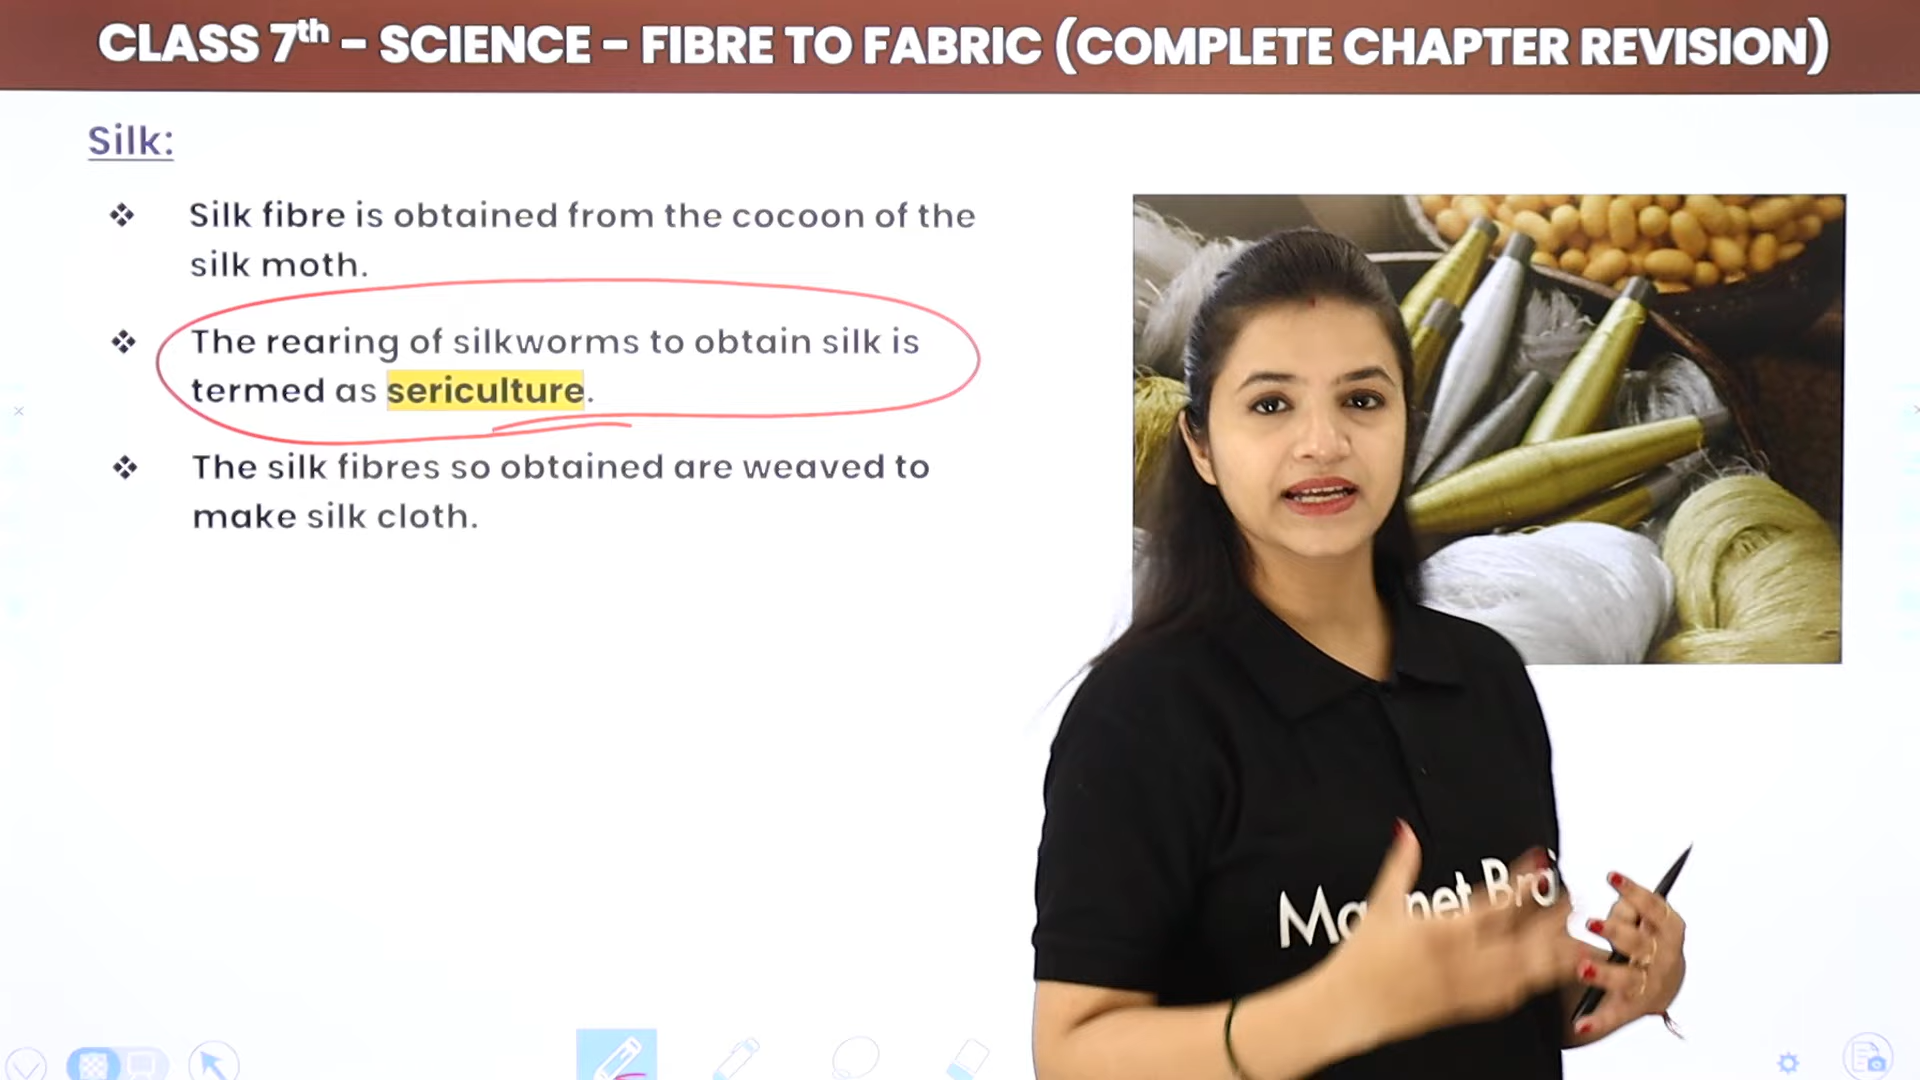 CLASS 7th - SCIENCE - FIBRE TO FABRIC (COMPLETE CHAPTER REVISION)
Silk:
❖ Silk fibre is obtained from the cocoon of the
silk moth.
❖ The rearing of silkworms to obtain silk is
termed as sericulture.
❖ The silk fibres so obtained are weaved to
make silk cloth.